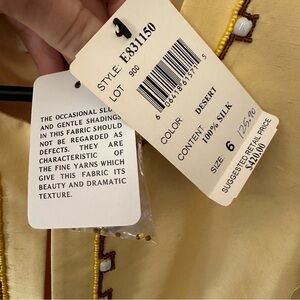 STYLE: E831150
LOT 900
COLOR DESERT
CONTENT: 100% SILK
SIZE 6
SUGGESTED RETAIL PRICE
$420.00
THE OCCASIONAL
AND GENTLE SHADINGS
IN THIS FABRIC SHOULD
NOT BE REGARDED AS
DEFECTS. THEY ARE
CHARACTERISTIC OF
THE FINE YARNS WHICH
GIVE THIS FABRIC ITS
BEAUTY AND DRAMATIC
TEXTURE.